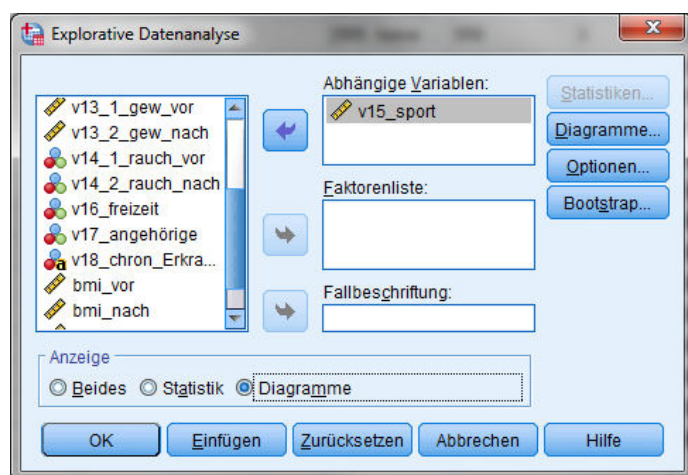 Explorative Datenanalyse
v13_1_gew_vor
v13_2_gew_nach
v14_1_rauch_vor
v14_2_rauch_nach
v16_freizeit
v17_angehörige
a v18_chron_Erkra...
bmi_vor
bmi_nach
Abhängige Variablen:
v15_sport
Faktorenliste:
Fallbeschriftung:
Statistiken...
Diagramme...
Optionen...
Bootstrap...
Anzeige
Beides Statistik Diagramme
OK Einfügen Zurücksetzen Abbrechen Hilfe